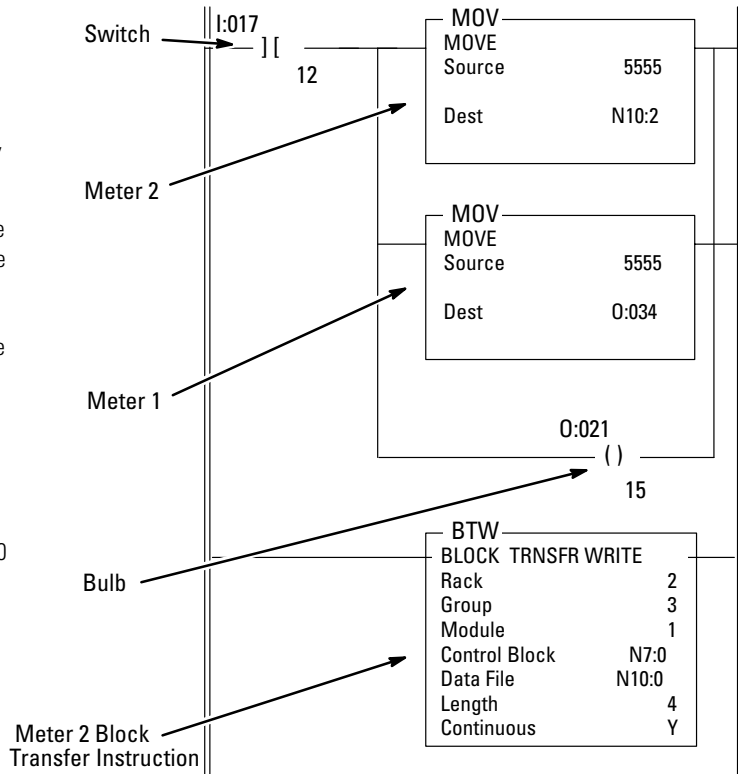 Switch
I:017
] [
12
MOV
MOVE
Source 5555
Dest N10:2
Meter 2
MOV
MOVE
Source 5555
Dest O:034
Meter 1
O:021
( )
15
Bulb
BTW
BLOCK TRNSFR WRITE
Rack 2
Group 3
Module 1
Control Block N7:0
Data File N10:0
Length 4
Continuous Y
Meter 2 Block
Transfer Instruction